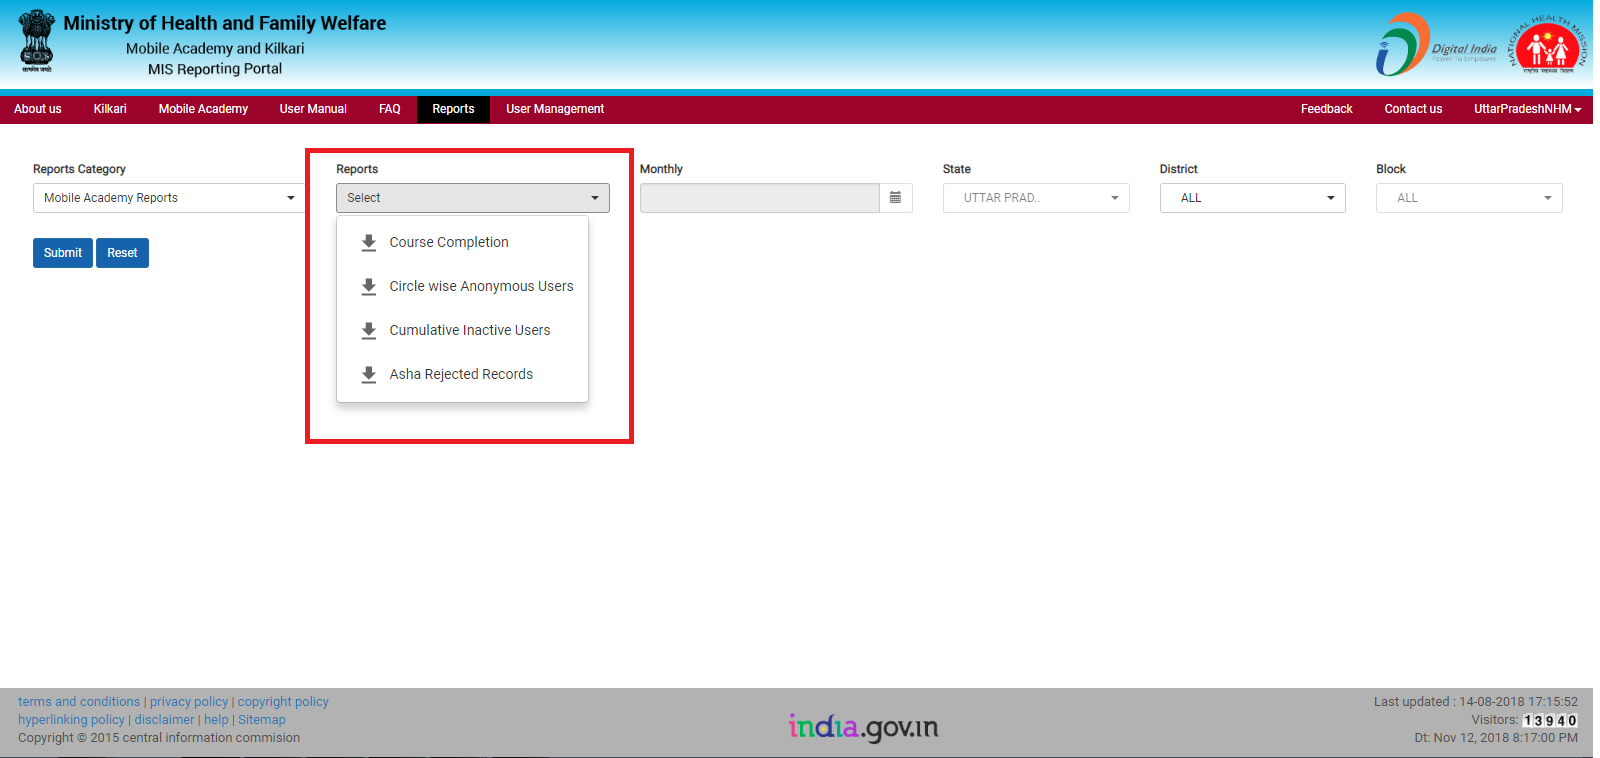 Ministry of Health and Family Welfare
Mobile Academy and Kilkari
MIS Reporting Portal
सत्यमेव जयते
Digital India
Power To Empower
NATIONAL HEALTH MISSION
राष्ट्रीय स्वास्थ्य मिशन
About us Kilkari Mobile Academy User Manual FAQ Reports User Management Feedback Contact us UttarPradeshNHM
Reports Category Reports Monthly State District Block
Mobile Academy Reports Select UTTAR PRAD.. ALL ALL
Submit Reset
Course Completion
Circle wise Anonymous Users
Cumulative Inactive Users
Asha Rejected Records
terms and conditions | privacy policy | copyright policy
hyperlinking policy | disclaimer | help | Sitemap
Copyright © 2015 central information commision
india.gov.in
Last updated : 14-08-2018 17:15:52
Visitors: 13940
Dt: Nov 12, 2018 8:17:00 PM